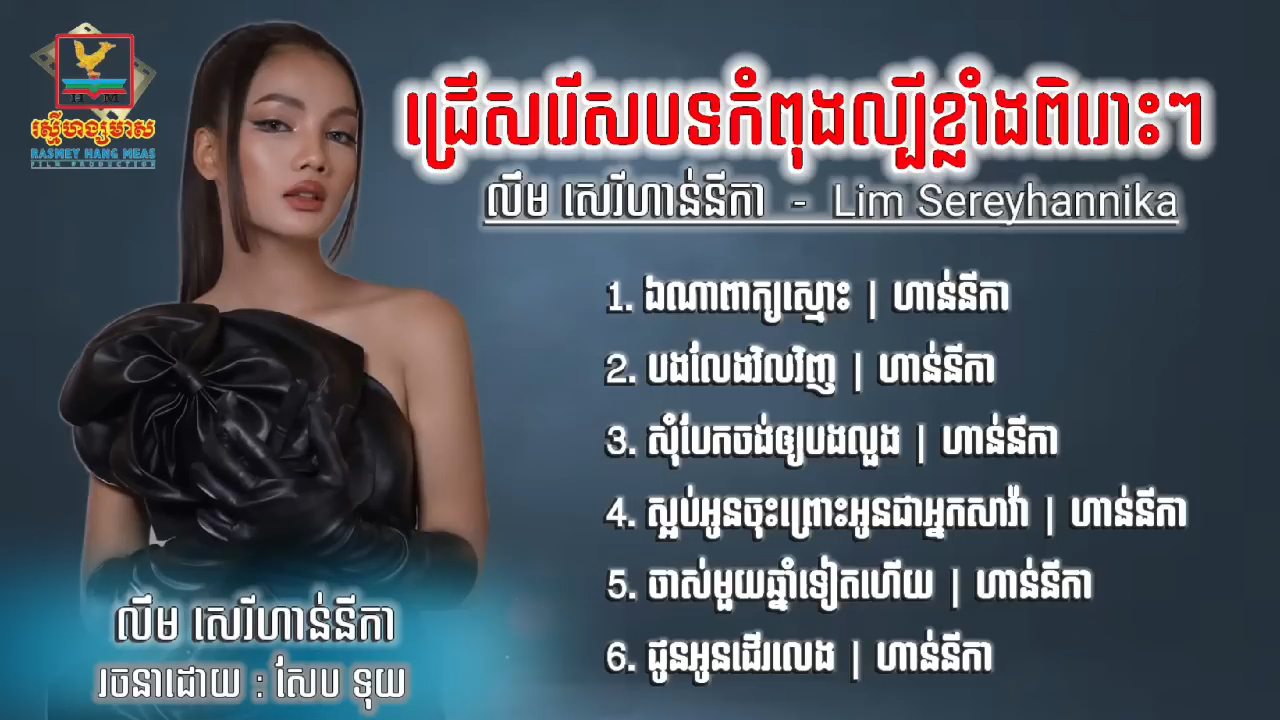 H M
រស្មីហង្សមាស
RASMEY HANG MEAS
FILM PRODUCTION
ជ្រើសរើសបទកំពុងល្បីខ្លាំងពិរោះៗ
លឹម សេរីហាន់នីកា - Lim Sereyhannika
1. ឯណាពាក្យស្មោះ | ហាន់នីកា
2. បងលែងវិលវិញ | ហាន់នីកា
3. សុំបែកចង់ឲ្យបងលួង | ហាន់នីកា
4. ស្អប់អូនចុះព្រោះអូនជាអ្នកសារ៉ា | ហាន់នីកា
5. ចាស់មួយឆ្នាំទៀតហើយ | ហាន់នីកា
6. ជូនអូនដើរលេង | ហាន់នីកា
លឹម សេរីហាន់នីកា
រចនាដោយ : សែប ទុយ